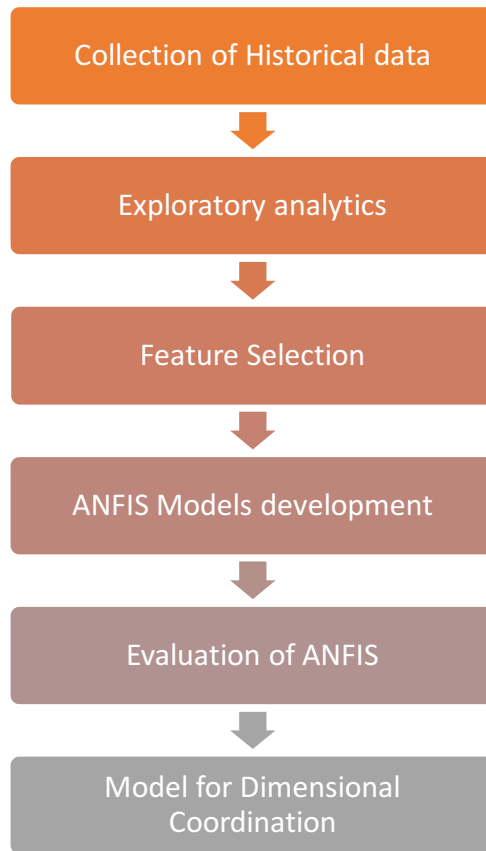 Collection of Historical data
Exploratory analytics
Feature Selection
ANFIS Models development
Evaluation of ANFIS
Model for Dimensional
Coordination